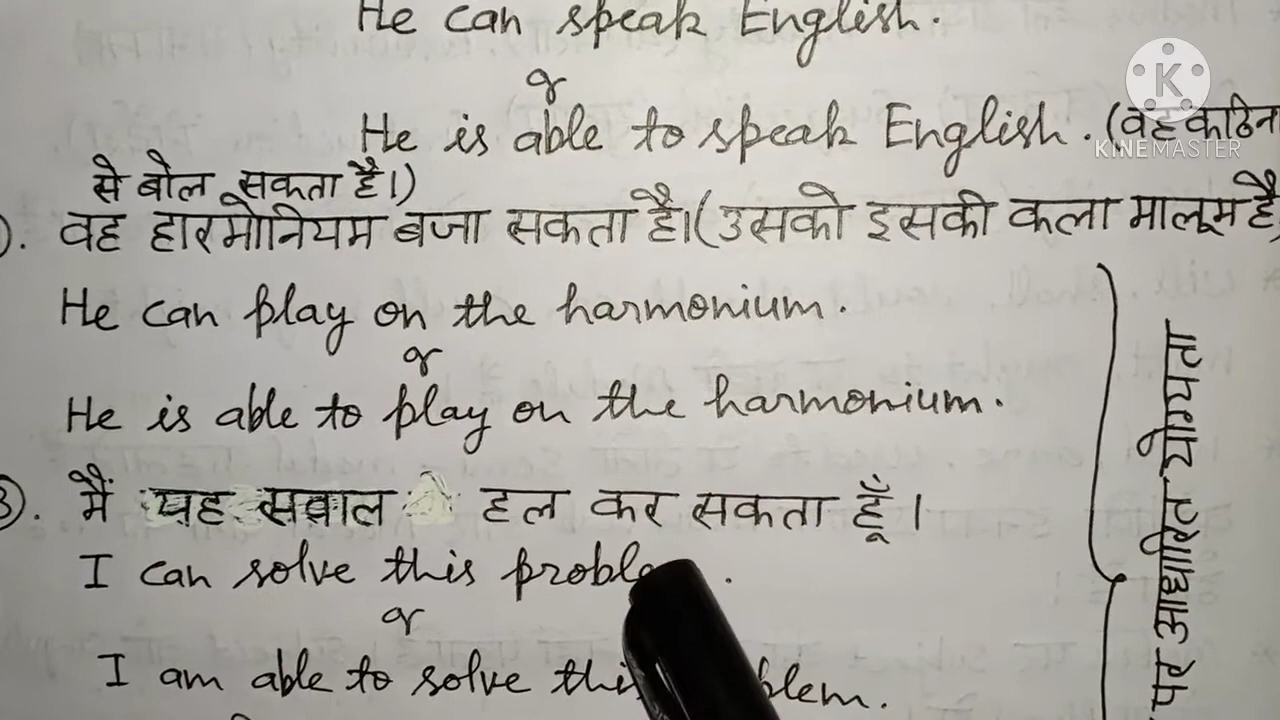 He can speak English.
or
He is able to speak English. (वह कठिन
से बोल सकता है।)
). वह हारमोनियम बजा सकता है। (उसको इसकी कला मालूम है
He can play on the harmonium.
or
He is able to play on the harmonium.
3). मैं यह सवाल हल कर सकता हूँ।
I can solve this proble
or
I am able to solve thi blem.
पर आधारित योग्यता
K
KINEMASTER